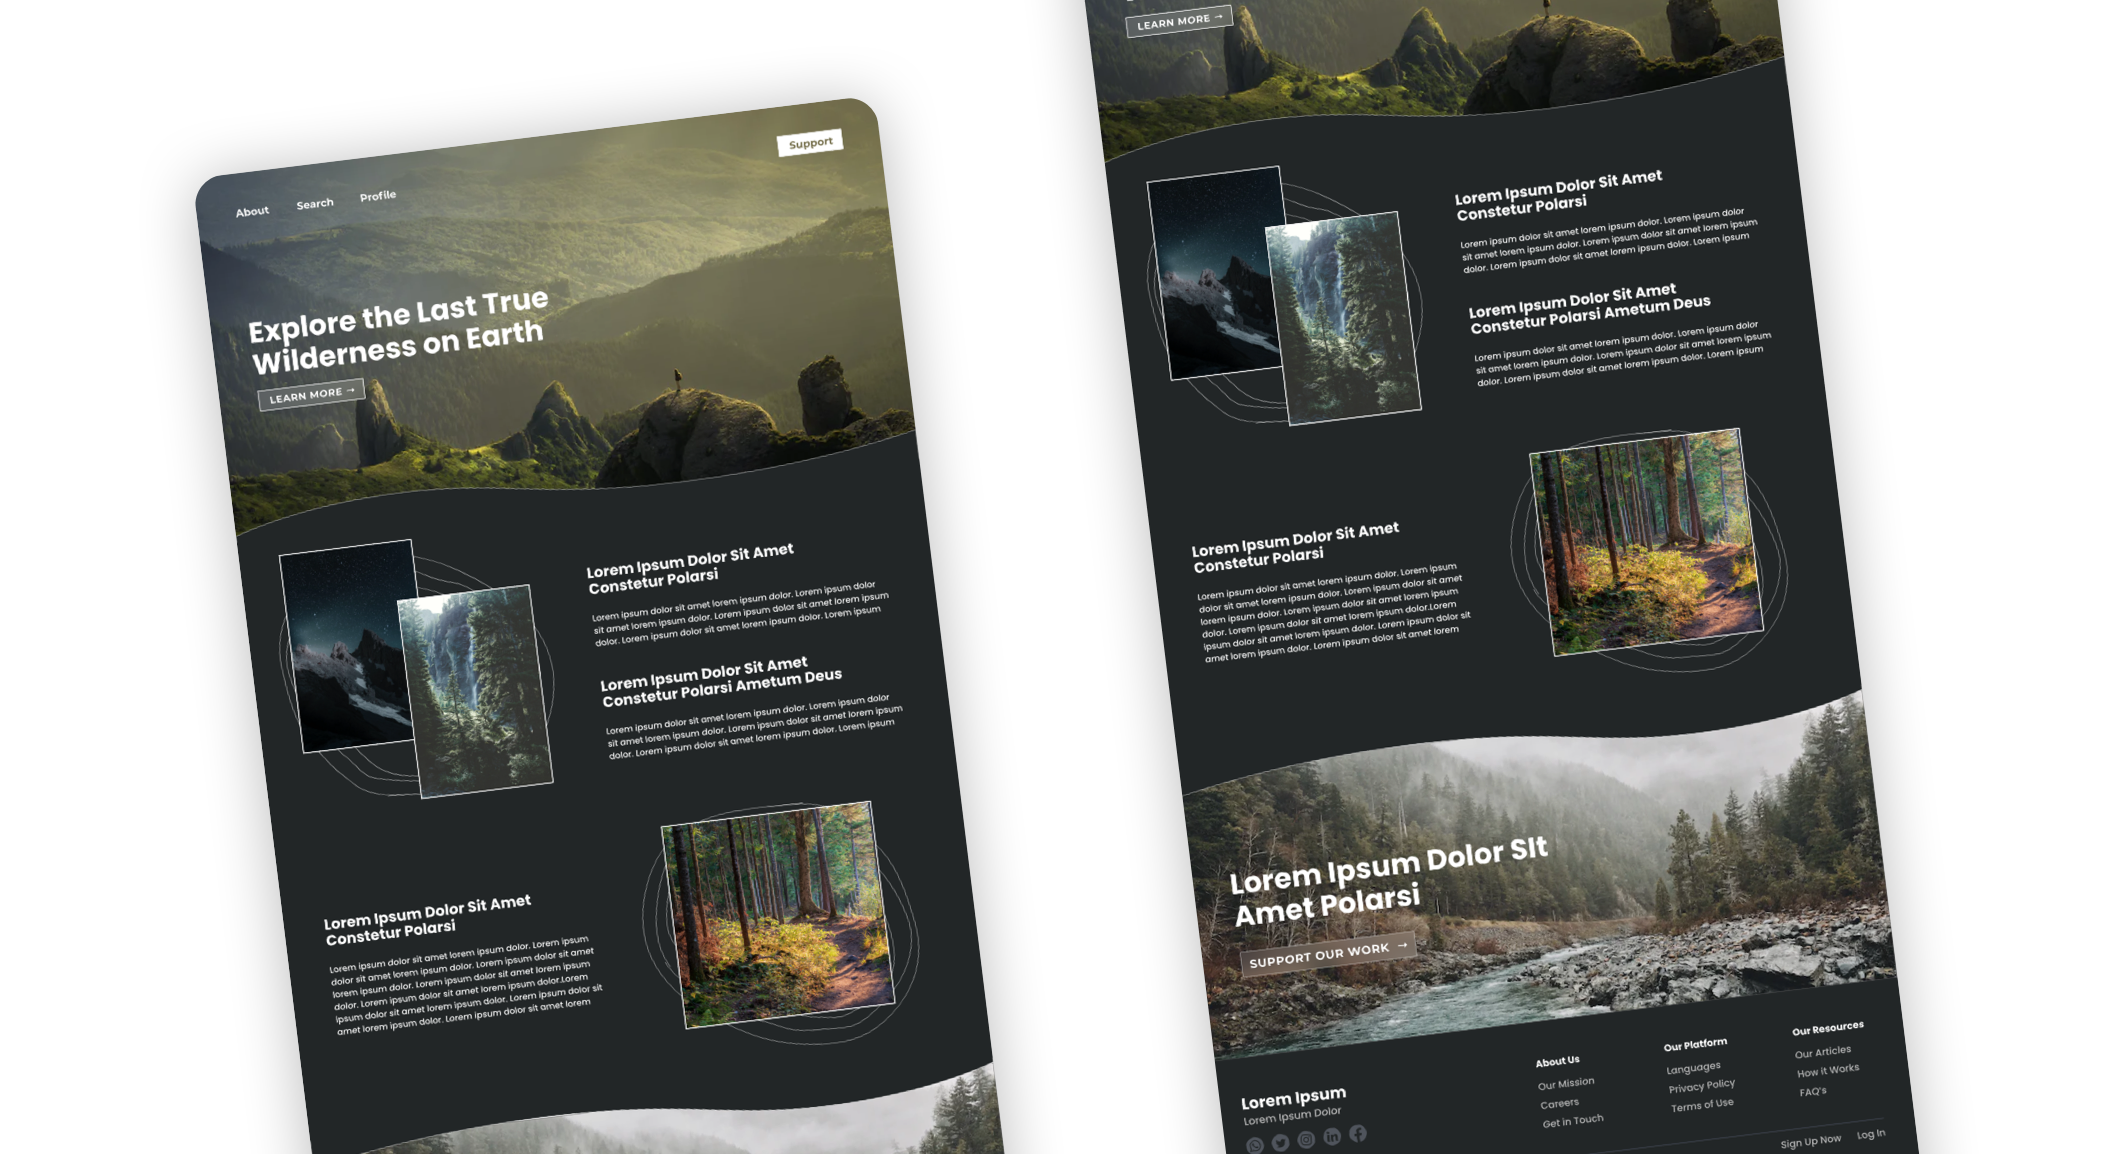 About Search Profile
Support
Explore the Last True
Wilderness on Earth
LEARN MORE →
Lorem Ipsum Dolor Sit Amet
Constetur Polarsi
Lorem ipsum dolor sit amet lorem ipsum dolor. Lorem ipsum dolor
sit amet lorem ipsum dolor. Lorem ipsum dolor sit amet lorem ipsum
dolor. Lorem ipsum dolor sit amet lorem ipsum dolor. Lorem ipsum
Lorem Ipsum Dolor Sit Amet
Constetur Polarsi Ametum Deus
Lorem ipsum dolor sit amet lorem ipsum dolor. Lorem ipsum dolor
sit amet lorem ipsum dolor. Lorem ipsum dolor sit amet lorem ipsum
dolor. Lorem ipsum dolor sit amet lorem ipsum dolor. Lorem ipsum
Lorem Ipsum Dolor Sit Amet
Constetur Polarsi
Lorem ipsum dolor sit amet lorem ipsum dolor. Lorem ipsum
dolor sit amet lorem ipsum dolor. Lorem ipsum dolor sit amet
lorem ipsum dolor. Lorem ipsum dolor sit amet lorem ipsum
dolor. Lorem ipsum dolor sit amet lorem ipsum dolor.Lorem
ipsum dolor sit amet lorem ipsum dolor. Lorem ipsum dolor sit
amet lorem ipsum dolor. Lorem ipsum dolor sit amet lorem
LEARN MORE →
Lorem Ipsum Dolor Sit Amet
Constetur Polarsi
Lorem ipsum dolor sit amet lorem ipsum dolor. Lorem ipsum dolor
sit amet lorem ipsum dolor. Lorem ipsum dolor sit amet lorem ipsum
dolor. Lorem ipsum dolor sit amet lorem ipsum dolor. Lorem ipsum
Lorem Ipsum Dolor Sit Amet
Constetur Polarsi Ametum Deus
Lorem ipsum dolor sit amet lorem ipsum dolor. Lorem ipsum dolor
sit amet lorem ipsum dolor. Lorem ipsum dolor sit amet lorem ipsum
dolor. Lorem ipsum dolor sit amet lorem ipsum dolor. Lorem ipsum
Lorem Ipsum Dolor Sit Amet
Constetur Polarsi
Lorem ipsum dolor sit amet lorem ipsum dolor. Lorem ipsum
dolor sit amet lorem ipsum dolor. Lorem ipsum dolor sit amet
lorem ipsum dolor. Lorem ipsum dolor sit amet lorem ipsum
dolor. Lorem ipsum dolor sit amet lorem ipsum dolor.Lorem
ipsum dolor sit amet lorem ipsum dolor. Lorem ipsum dolor sit
amet lorem ipsum dolor. Lorem ipsum dolor sit amet lorem
Lorem Ipsum Dolor SIt
Amet Polarsi
SUPPORT OUR WORK →
Lorem Ipsum
Lorem Ipsum Dolor
About Us
Our Mission
Careers
Get in Touch
Our Platform
Languages
Privacy Policy
Terms of Use
Our Resources
Our Articles
How it Works
FAQ's
Sign Up Now Log In